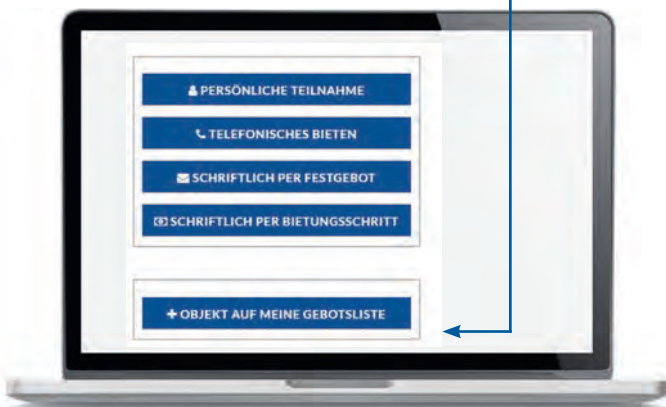 PERSÖNLICHE TEILNAHME
TELEFONISCHES BIETEN
SCHRIFTLICH PER FESTGEBOT
SCHRIFTLICH PER BIETUNGSSCHRITT
+ OBJEKT AUF MEINE GEBOTSLISTE